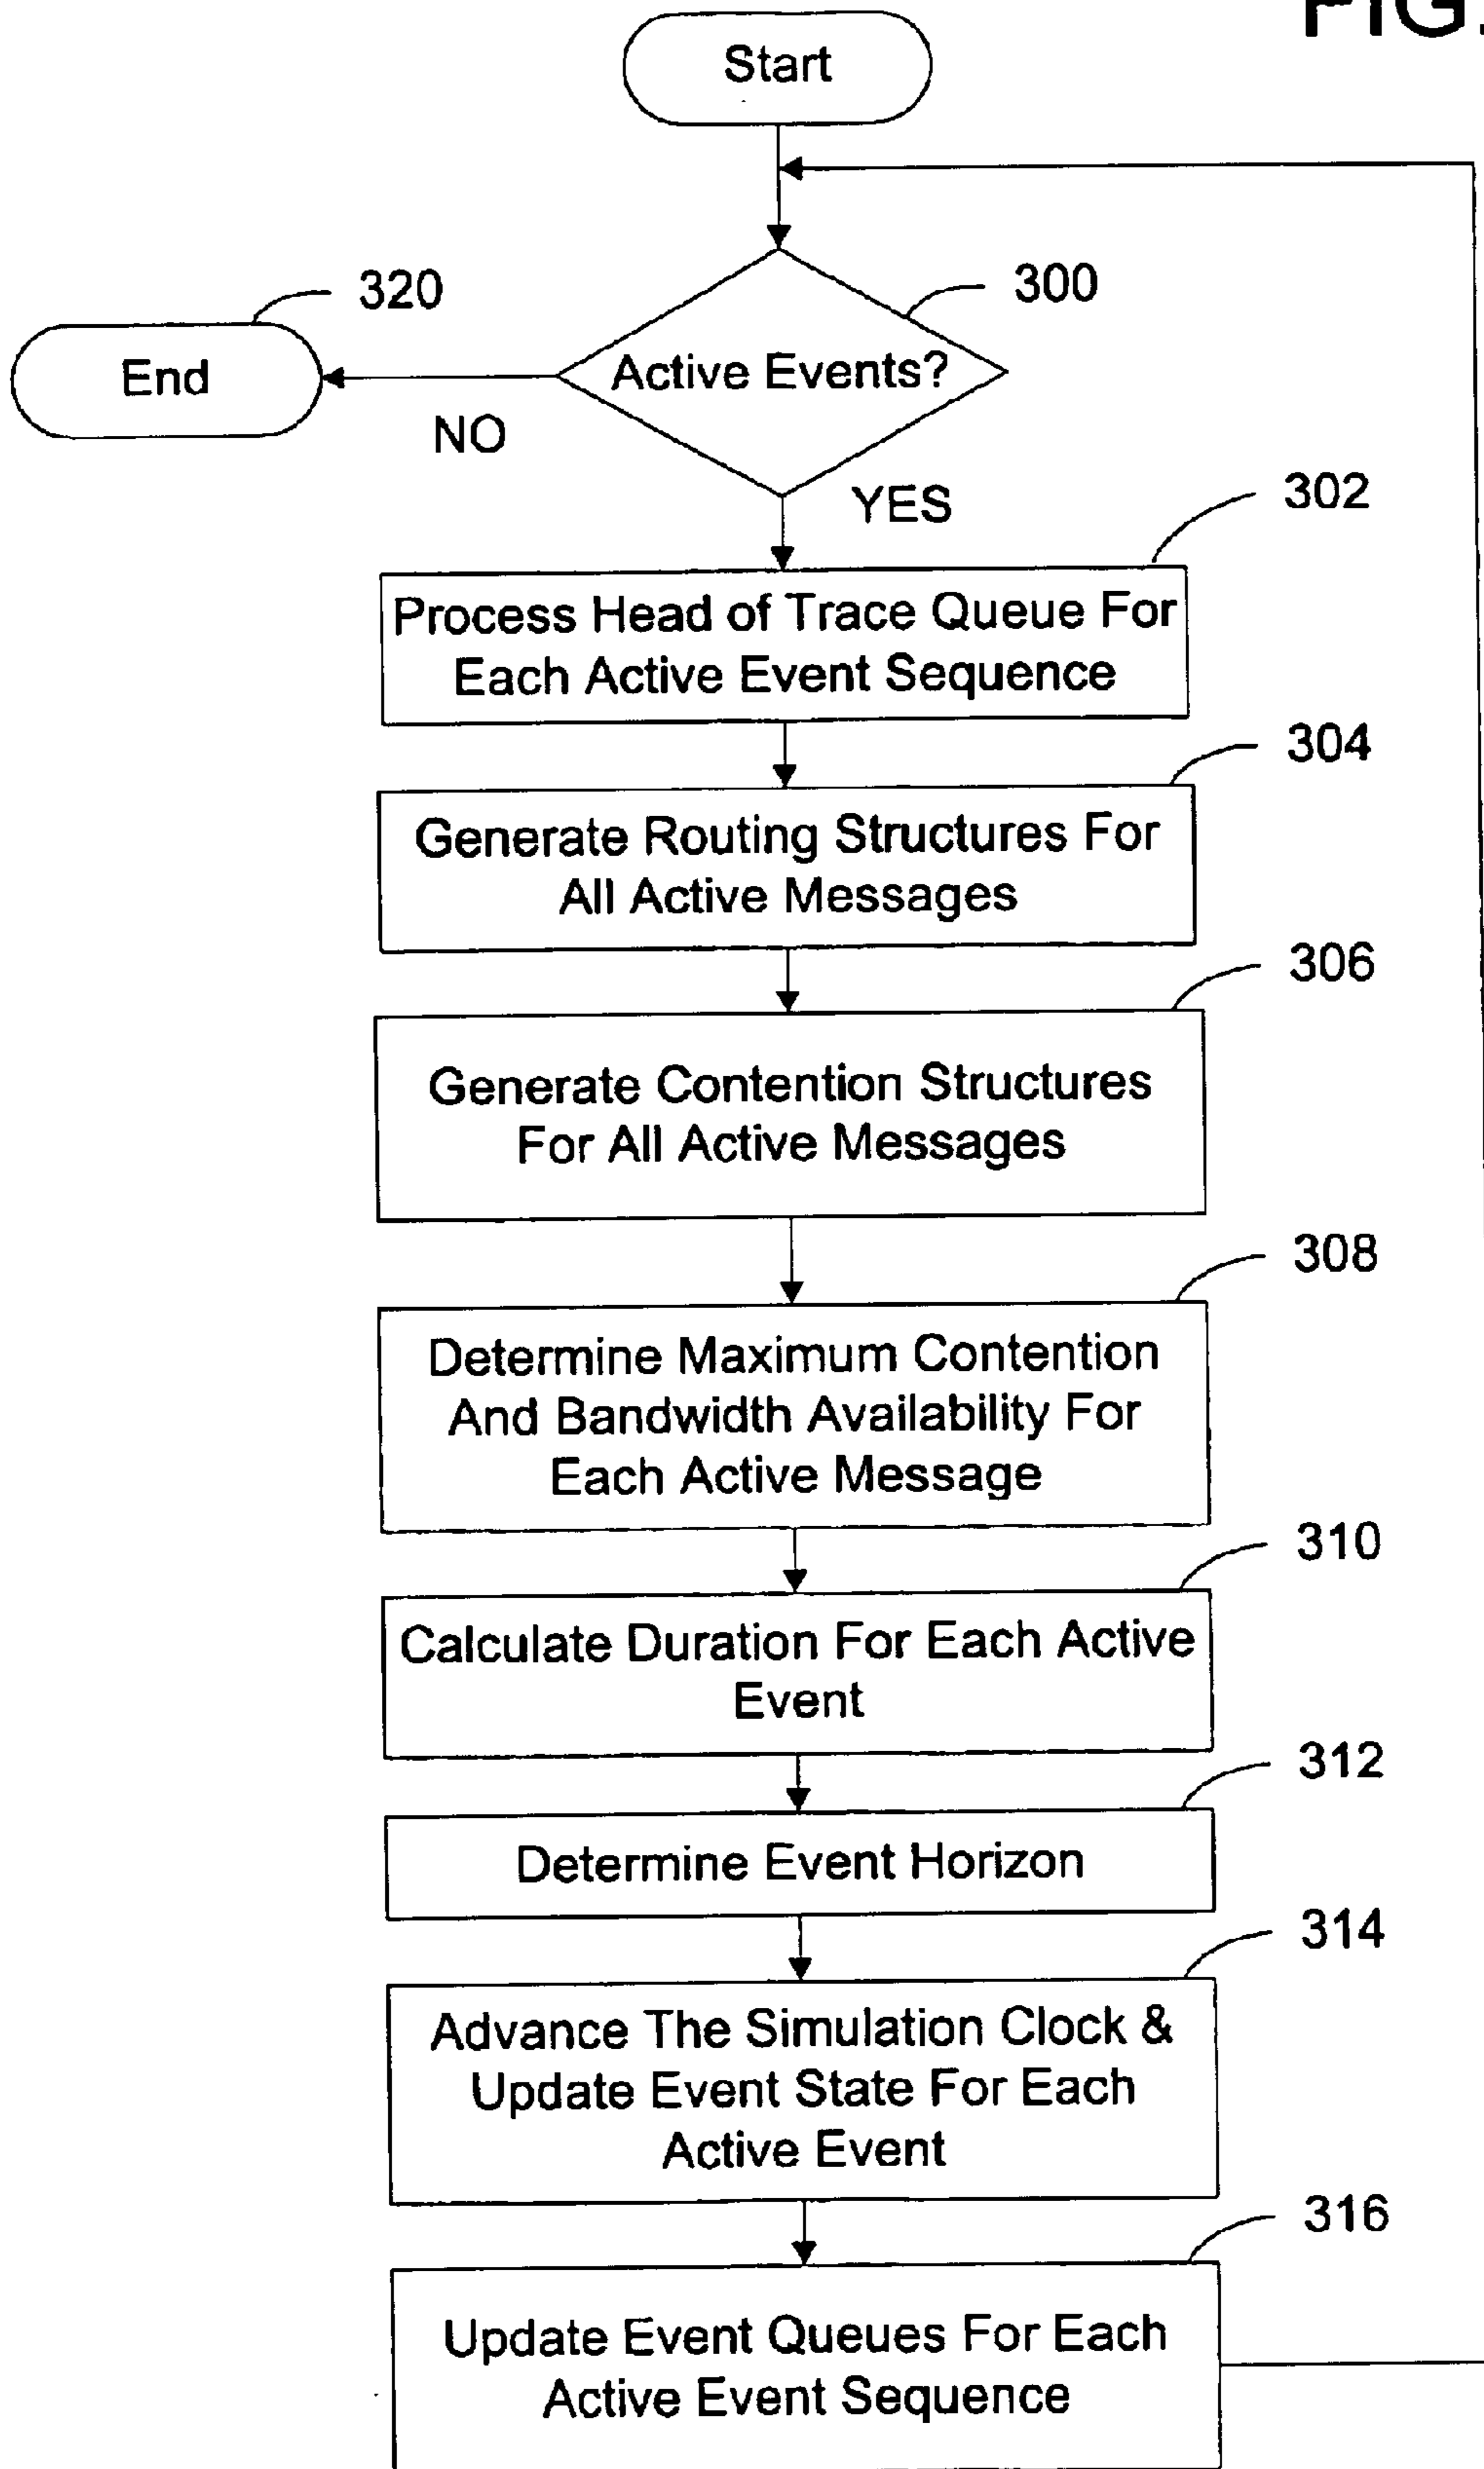 FIG.
Start
320
300
End
Active Events?
NO
YES
302
Process Head of Trace Queue For
Each Active Event Sequence
304
Generate Routing Structures For
All Active Messages
306
Generate Contention Structures
For All Active Messages
308
Determine Maximum Contention
And Bandwidth Availability For
Each Active Message
310
Calculate Duration For Each Active
Event
312
Determine Event Horizon
314
Advance The Simulation Clock &
Update Event State For Each
Active Event
316
Update Event Queues For Each
Active Event Sequence